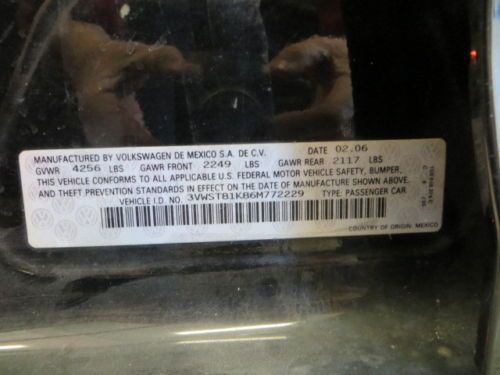 MANUFACTURED BY VOLKSWAGEN DE MEXICO S.A. DE C.V. DATE 02.06
GVWR 4256 LBS GAWR FRONT 2249 LBS GAWR REAR 2117 LBS
THIS VEHICLE CONFORMS TO ALL APPLICABLE U.S. FEDERAL MOTOR VEHICLE SAFETY, BUMPER,
AND THEFT PREVENTION STANDARDS IN EFFECT ON THE DATE OF MANUFACTURE SHOWN ABOVE.
VEHICLE I.D. NO. 3VWST81K86M772229 TYPE: PASSENGER CAR
COUNTRY OF ORIGIN: MEXICO